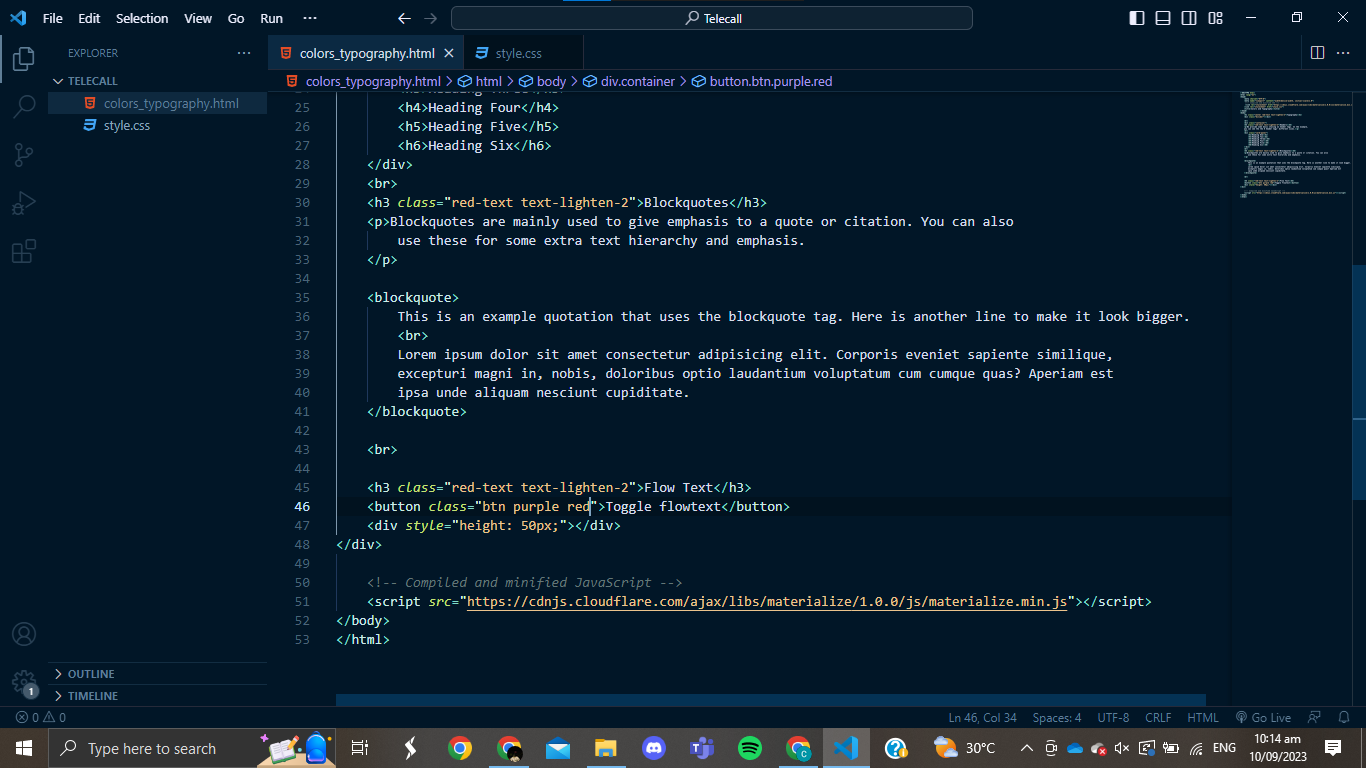 File Edit Selection View Go Run ··· Telecall
EXPLORER ···
TELECALL
colors_typography.html
style.css
OUTLINE
TIMELINE
colors_typography.html style.css
colors_typography.html > html > body > div.container > button.btn.purple.red
25 <h4>Heading Four</h4>
26 <h5>Heading Five</h5>
27 <h6>Heading Six</h6>
28 </div>
29 <br>
30 <h3 class="red-text text-lighten-2">Blockquotes</h3>
31 <p>Blockquotes are mainly used to give emphasis to a quote or citation. You can also
32 use these for some extra text hierarchy and emphasis.
33 </p>
34
35 <blockquote>
36 This is an example quotation that uses the blockquote tag. Here is another line to make it look bigger.
37 <br>
38 Lorem ipsum dolor sit amet consectetur adipisicing elit. Corporis eveniet sapiente similique,
39 excepturi magni in, nobis, doloribus optio laudantium voluptatum cum cumque quas? Aperiam est
40 ipsa unde aliquam nesciunt cupiditate.
41 </blockquote>
42
43 <br>
44
45 <h3 class="red-text text-lighten-2">Flow Text</h3>
46 <button class="btn purple red">Toggle flowtext</button>
47 <div style="height: 50px;"></div>
48 </div>
49
50 <!-- Compiled and minified JavaScript -->
51 <script src="https://cdnjs.cloudflare.com/ajax/libs/materialize/1.0.0/js/materialize.min.js"></script>
52 </body>
53 </html>
1
0 0 Ln 46, Col 34 Spaces: 4 UTF-8 CRLF HTML Go Live
Type here to search 30°C ENG 10:14 am
10/09/2023